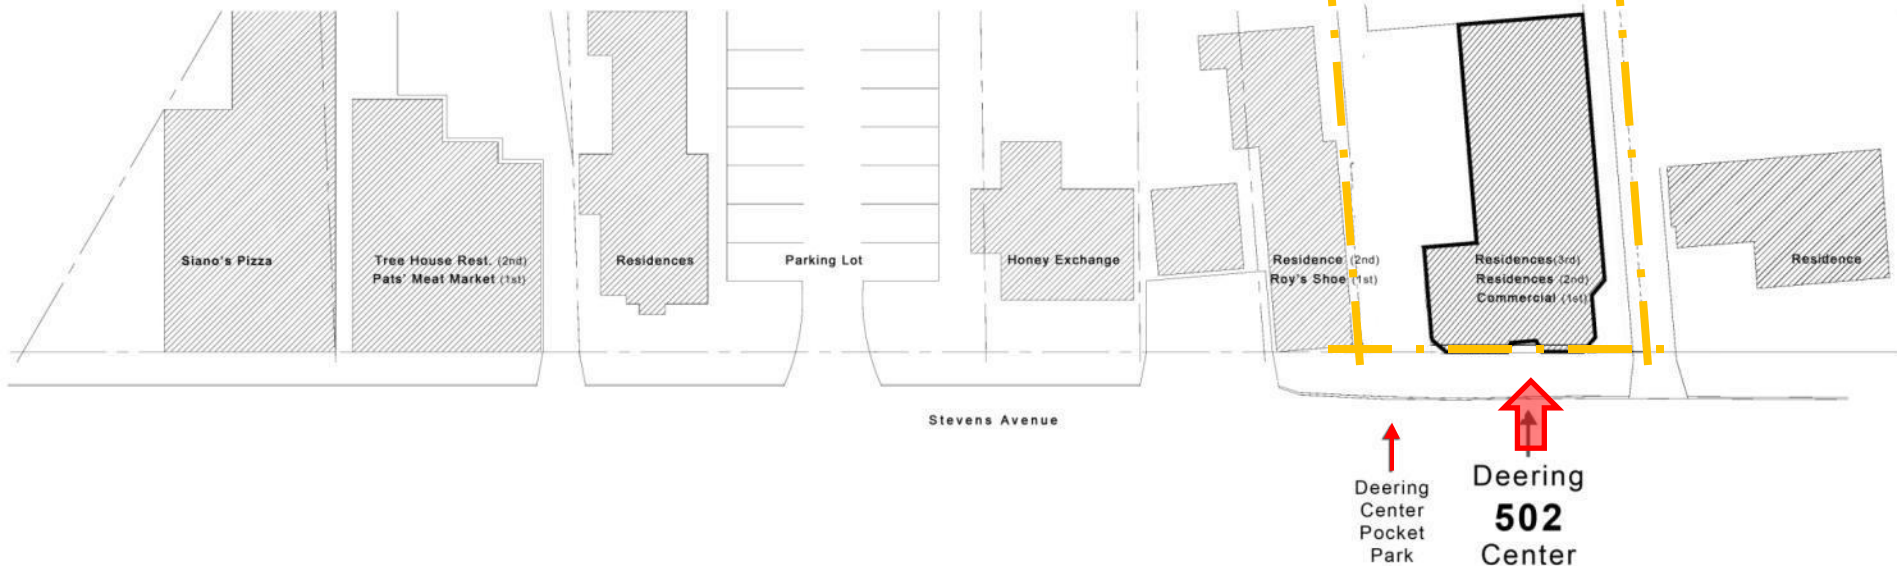 Siano's Pizza
Tree House Rest. (2nd)
Pats' Meat Market (1st)
Residences
Parking Lot
Honey Exchange
Residence (2nd)
Roy's Shoe (1st)
Residences(3rd)
Residences (2nd)
Commercial (1st)
Residence
Stevens Avenue
Deering
Center
Pocket
Park
Deering
502
Center